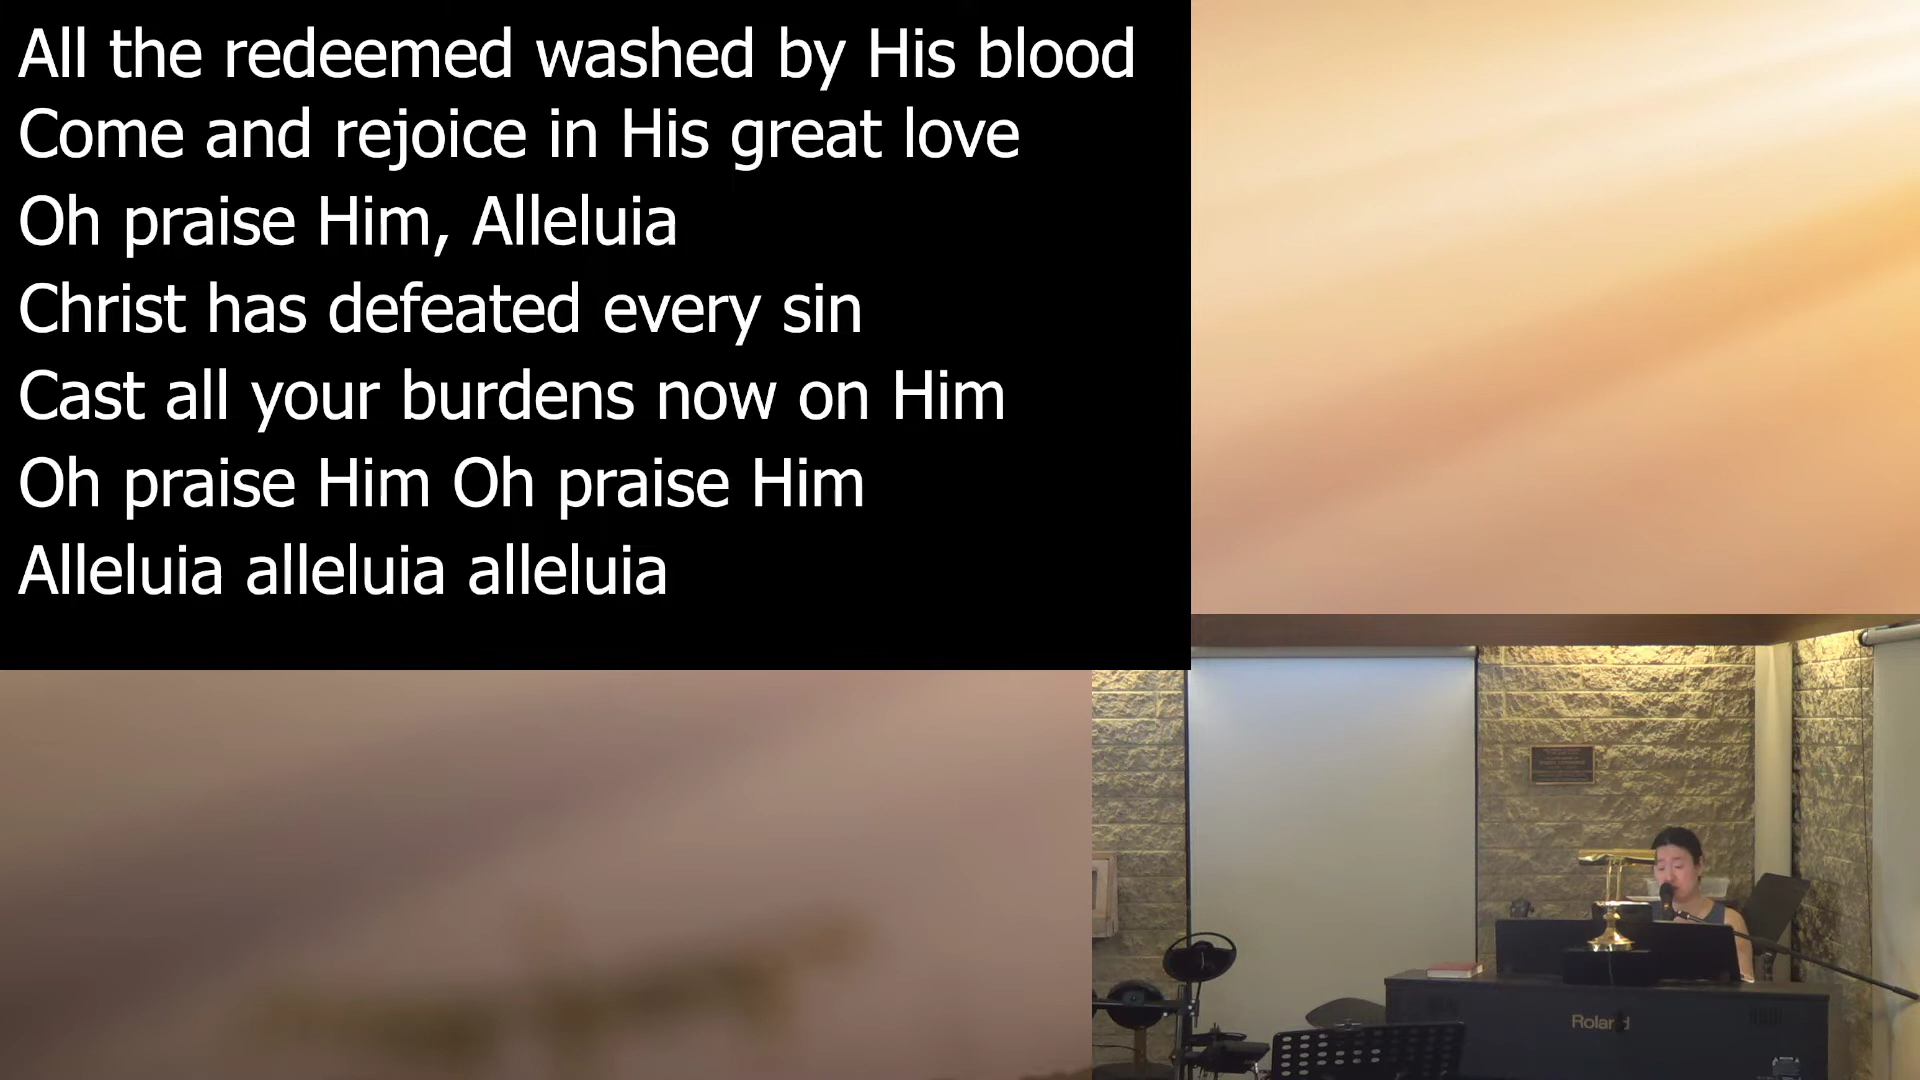 All the redeemed washed by His blood
Come and rejoice in His great love
Oh praise Him, Alleluia
Christ has defeated every sin
Cast all your burdens now on Him
Oh praise Him Oh praise Him
Alleluia alleluia alleluia
Roland